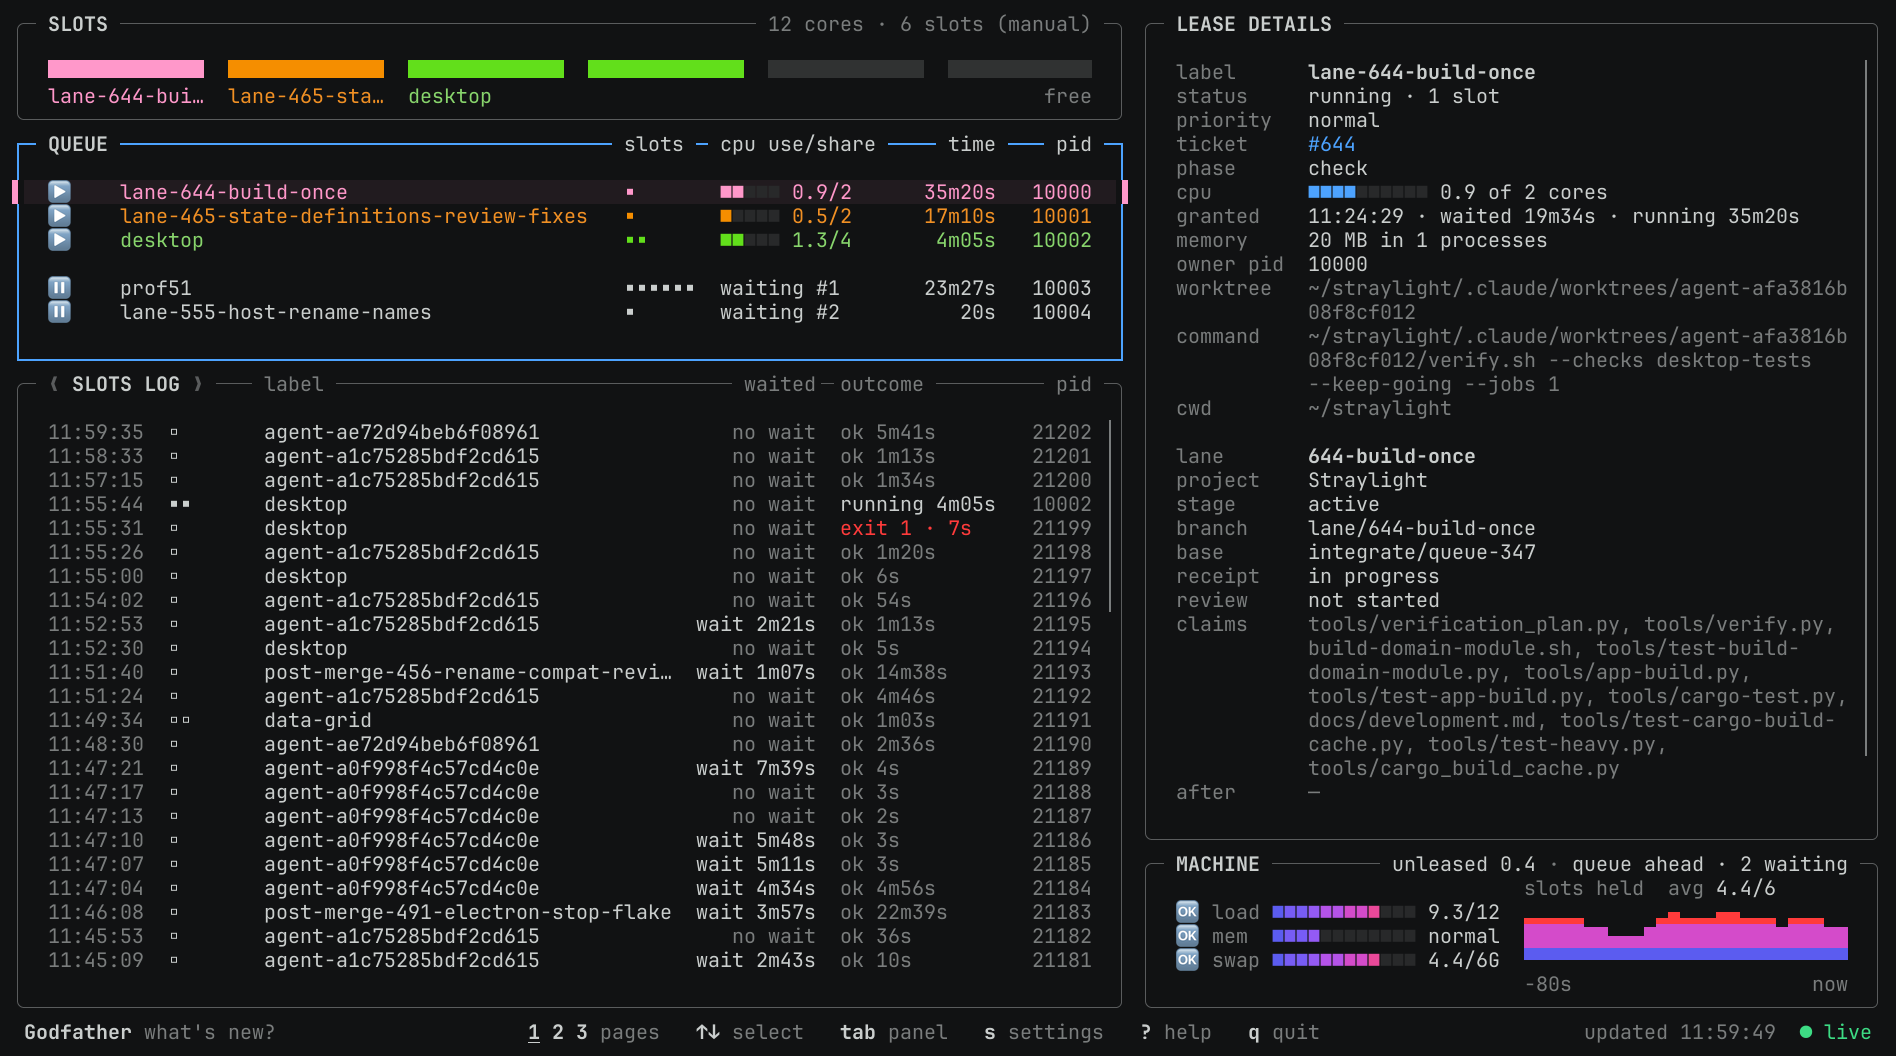 SLOTS 12 cores · 6 slots (manual)
lane-644-bui… lane-465-sta… desktop free
QUEUE slots cpu use/share time pid
lane-644-build-once 0.9/2 35m20s 10000
lane-465-state-definitions-review-fixes 0.5/2 17m10s 10001
desktop 1.3/4 4m05s 10002
prof51 waiting #1 23m27s 10003
lane-555-host-rename-names waiting #2 20s 10004
⟨ SLOTS LOG ⟩ label waited outcome pid
11:59:35 agent-ae72d94beb6f08961 no wait ok 5m41s 21202
11:58:33 agent-a1c75285bdf2cd615 no wait ok 1m13s 21201
11:57:15 agent-a1c75285bdf2cd615 no wait ok 1m34s 21200
11:55:44 desktop no wait running 4m05s 10002
11:55:31 desktop no wait exit 1 · 7s 21199
11:55:26 agent-a1c75285bdf2cd615 no wait ok 1m20s 21198
11:55:00 desktop no wait ok 6s 21197
11:54:02 agent-a1c75285bdf2cd615 no wait ok 54s 21196
11:52:53 agent-a1c75285bdf2cd615 wait 2m21s ok 1m13s 21195
11:52:30 desktop no wait ok 5s 21194
11:51:40 post-merge-456-rename-compat-revi… wait 1m07s ok 14m38s 21193
11:51:24 agent-a1c75285bdf2cd615 no wait ok 4m46s 21192
11:49:34 data-grid no wait ok 1m03s 21191
11:48:30 agent-ae72d94beb6f08961 no wait ok 2m36s 21190
11:47:21 agent-a0f998f4c57cd4c0e wait 7m39s ok 4s 21189
11:47:17 agent-a0f998f4c57cd4c0e no wait ok 3s 21188
11:47:13 agent-a0f998f4c57cd4c0e no wait ok 2s 21187
11:47:10 agent-a0f998f4c57cd4c0e wait 5m48s ok 3s 21186
11:47:07 agent-a0f998f4c57cd4c0e wait 5m11s ok 3s 21185
11:47:04 agent-a0f998f4c57cd4c0e wait 4m34s ok 4m56s 21184
11:46:08 post-merge-491-electron-stop-flake wait 3m57s ok 22m39s 21183
11:45:53 agent-a1c75285bdf2cd615 no wait ok 36s 21182
11:45:09 agent-a1c75285bdf2cd615 wait 2m43s ok 10s 21181
LEASE DETAILS
label lane-644-build-once
status running · 1 slot
priority normal
ticket #644
phase check
cpu 0.9 of 2 cores
granted 11:24:29 · waited 19m34s · running 35m20s
memory 20 MB in 1 processes
owner pid 10000
worktree ~/straylight/.claude/worktrees/agent-afa3816b
08f8cf012
command ~/straylight/.claude/worktrees/agent-afa3816b
08f8cf012/verify.sh --checks desktop-tests
--keep-going --jobs 1
cwd ~/straylight
lane 644-build-once
project Straylight
stage active
branch lane/644-build-once
base integrate/queue-347
receipt in progress
review not started
claims tools/verification_plan.py, tools/verify.py,
build-domain-module.sh, tools/test-build-
domain-module.py, tools/app-build.py,
tools/test-app-build.py, tools/cargo-test.py,
docs/development.md, tools/test-cargo-build-
cache.py, tools/test-heavy.py,
tools/cargo_build_cache.py
after —
MACHINE unleased 0.4 · queue ahead · 2 waiting
slots held avg 4.4/6
OK load 9.3/12
OK mem normal
OK swap 4.4/6G
-80s now
Godfather what's new? 1 2 3 pages ↑↓ select tab panel s settings ? help q quit updated 11:59:49 ● live